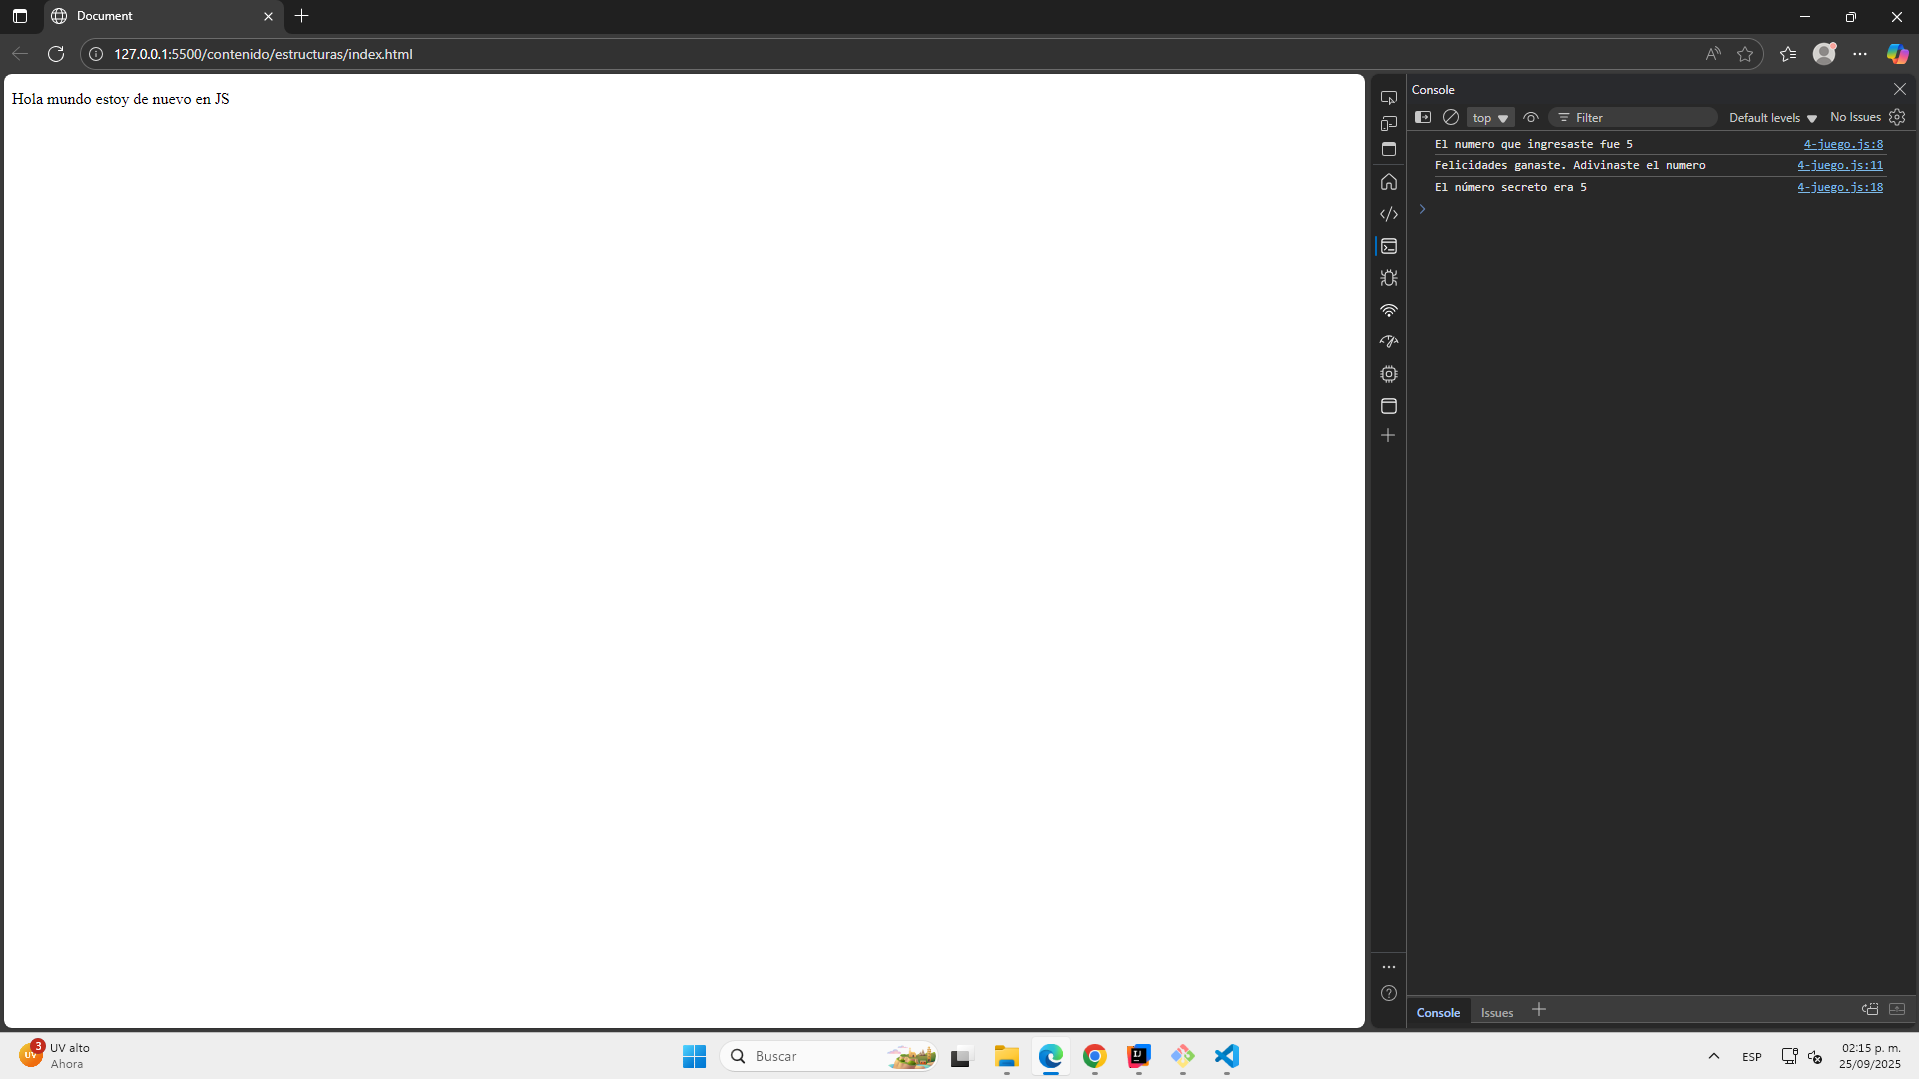 Document
127.0.0.1:5500/contenido/estructuras/index.html
Hola mundo estoy de nuevo en JS
Console
top
Filter
Default levels
No Issues
El numero que ingresaste fue 5 4-juego.js:8
Felicidades ganaste. Adivinaste el numero 4-juego.js:11
El número secreto era 5 4-juego.js:18
Console Issues
3
UV
UV alto
Ahora
Buscar
ESP
02:15 p. m.
25/09/2025